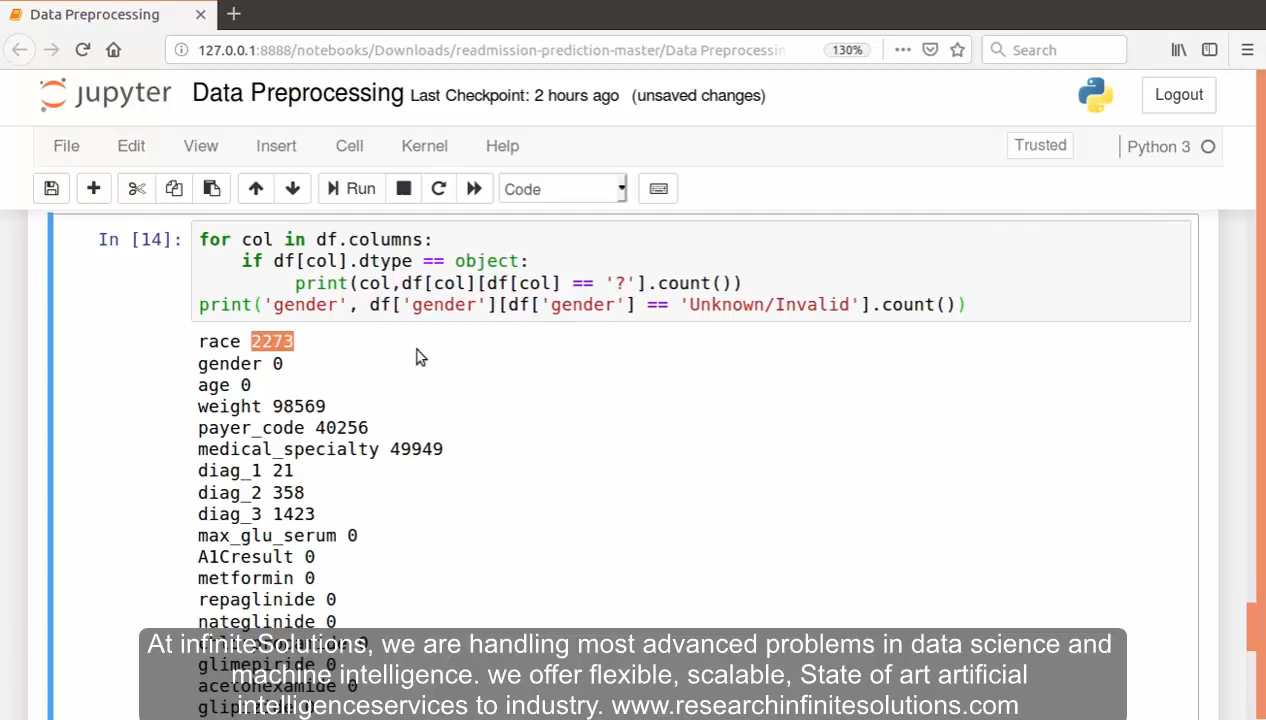 Data Preprocessing
127.0.0.1:8888/notebooks/Downloads/readmission-prediction-master/Data Preprocessin
130%
Search
jupyter Data Preprocessing Last Checkpoint: 2 hours ago (unsaved changes)
Logout
File Edit View Insert Cell Kernel Help
Trusted
Python 3
Run
Code
In [14]:
for col in df.columns:
if df[col].dtype == object:
print(col,df[col][df[col] == '?'].count())
print('gender', df['gender'][df['gender'] == 'Unknown/Invalid'].count())
race 2273
gender 0
age 0
weight 98569
payer_code 40256
medical_specialty 49949
diag_1 21
diag_2 358
diag_3 1423
max_glu_serum 0
A1Cresult 0
metformin 0
repaglinide 0
nateglinide 0
glimepiride 0
acetohexamide 0
At infiniteSolutions, we are handling most advanced problems in data science and
machine intelligence. we offer flexible, scalable, State of art artificial
intelligenceservices to industry. www.researchinfinitesolutions.com